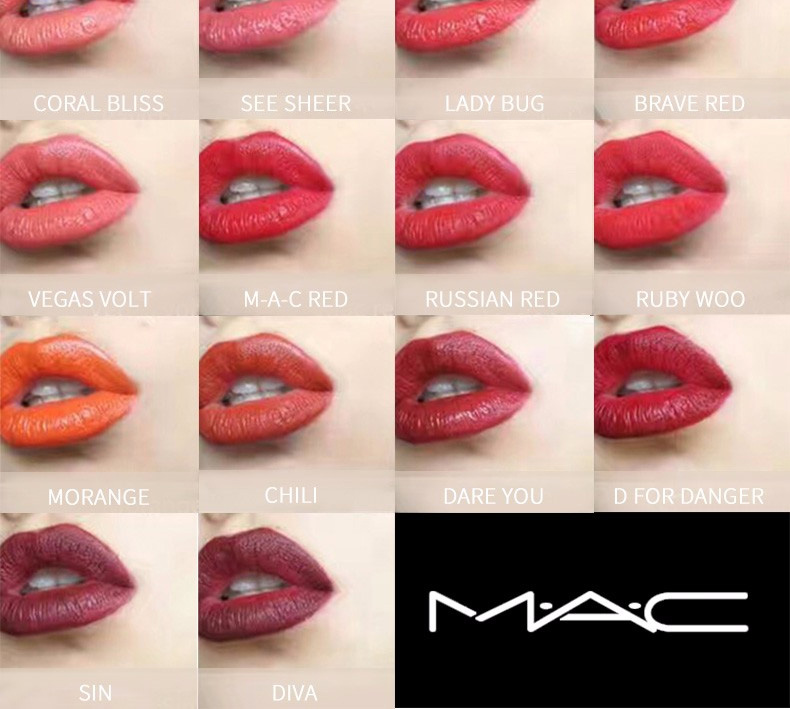 CORAL BLISS
SEE SHEER
LADY BUG
BRAVE RED
VEGAS VOLT
M-A-C RED
RUSSIAN RED
RUBY WOO
MORANGE
CHILI
DARE YOU
D FOR DANGER
SIN
DIVA
M·A·C